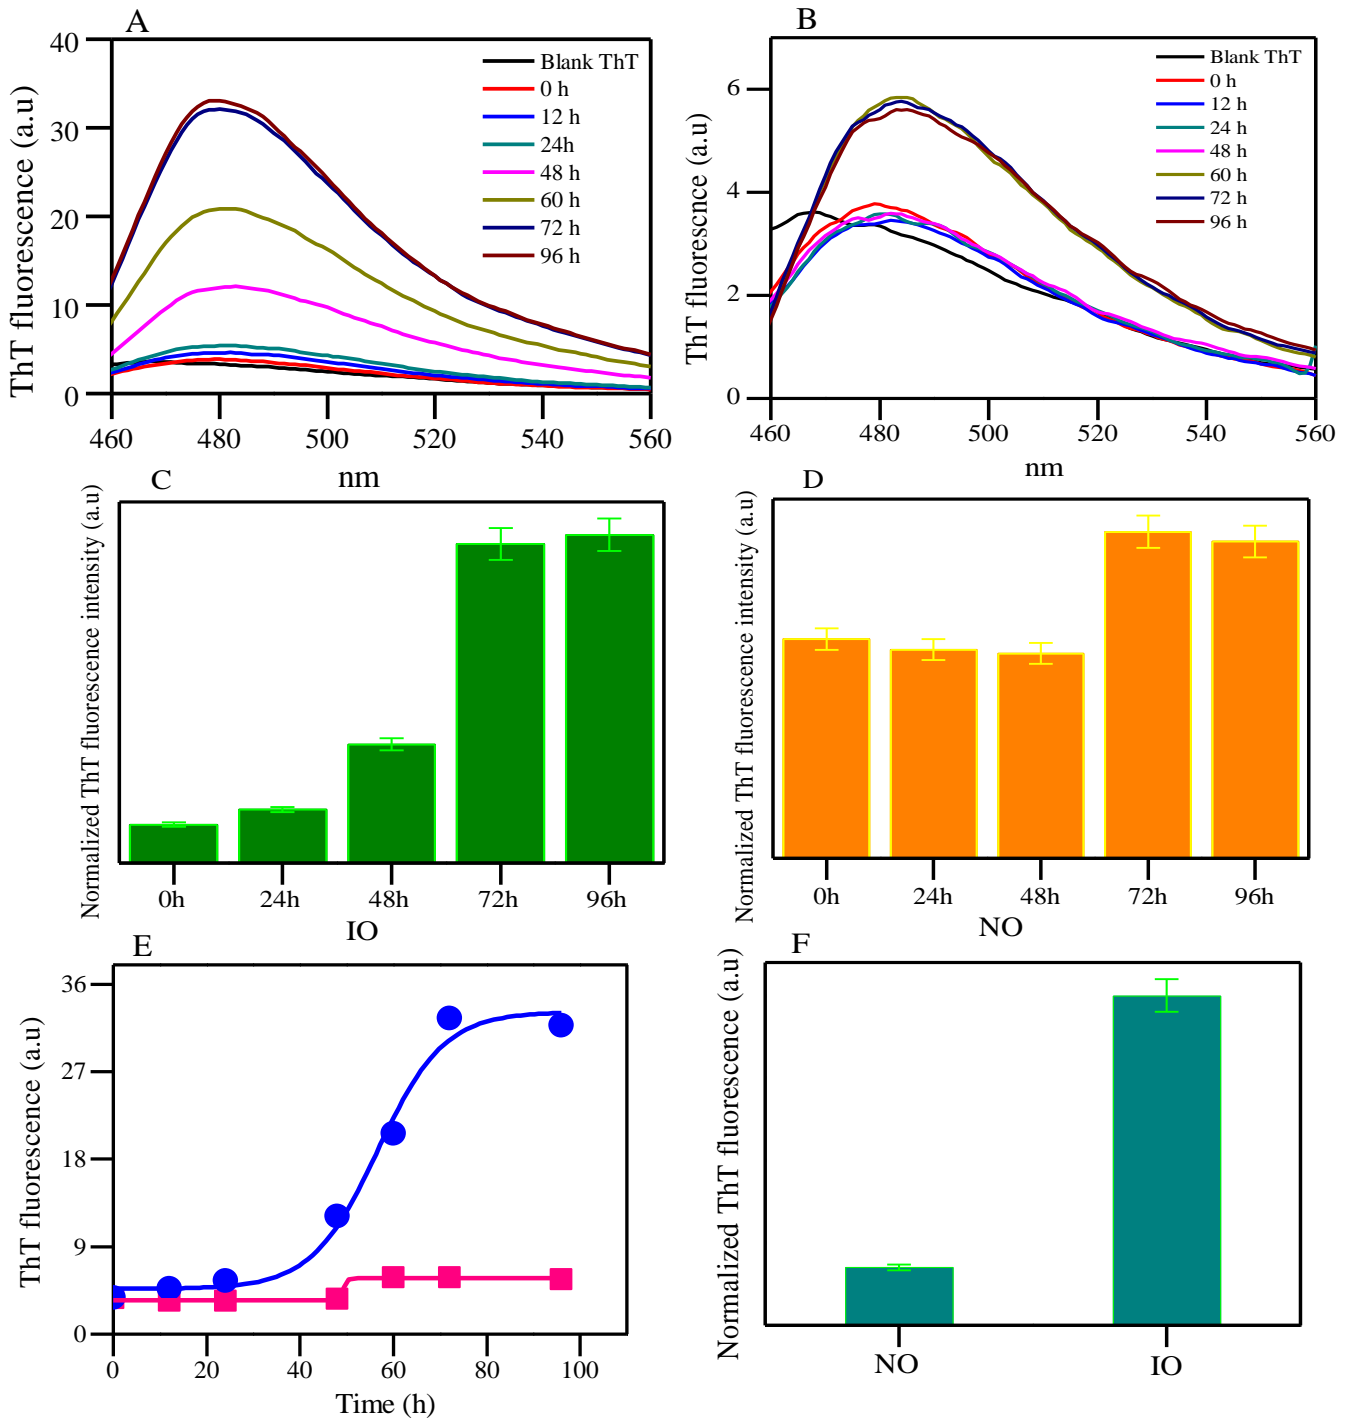 A
ThT fluorescence (a.u)
40
30
20
10
0
Blank ThT
0 h
12 h
24h
48 h
60 h
72 h
96 h
460 480 500 520 540 560
nm
B
ThT fluorescnce (a.u)
6
4
2
0
Blank ThT
0 h
12 h
24 h
48 h
60 h
72 h
96 h
460 480 500 520 540 560
nm
C
Normalized ThT fluorescence intensity (a.u)
0h 24h 48h 72h 96h
IO
D
Normalized ThT fluorescence intensity (a.u)
0h 24h 48h 72h 96h
NO
E
ThT fluorescence (a.u)
36
27
18
9
0
0 20 40 60 80 100
Time (h)
F
Normalized ThT fluorescence (a.u)
NO IO